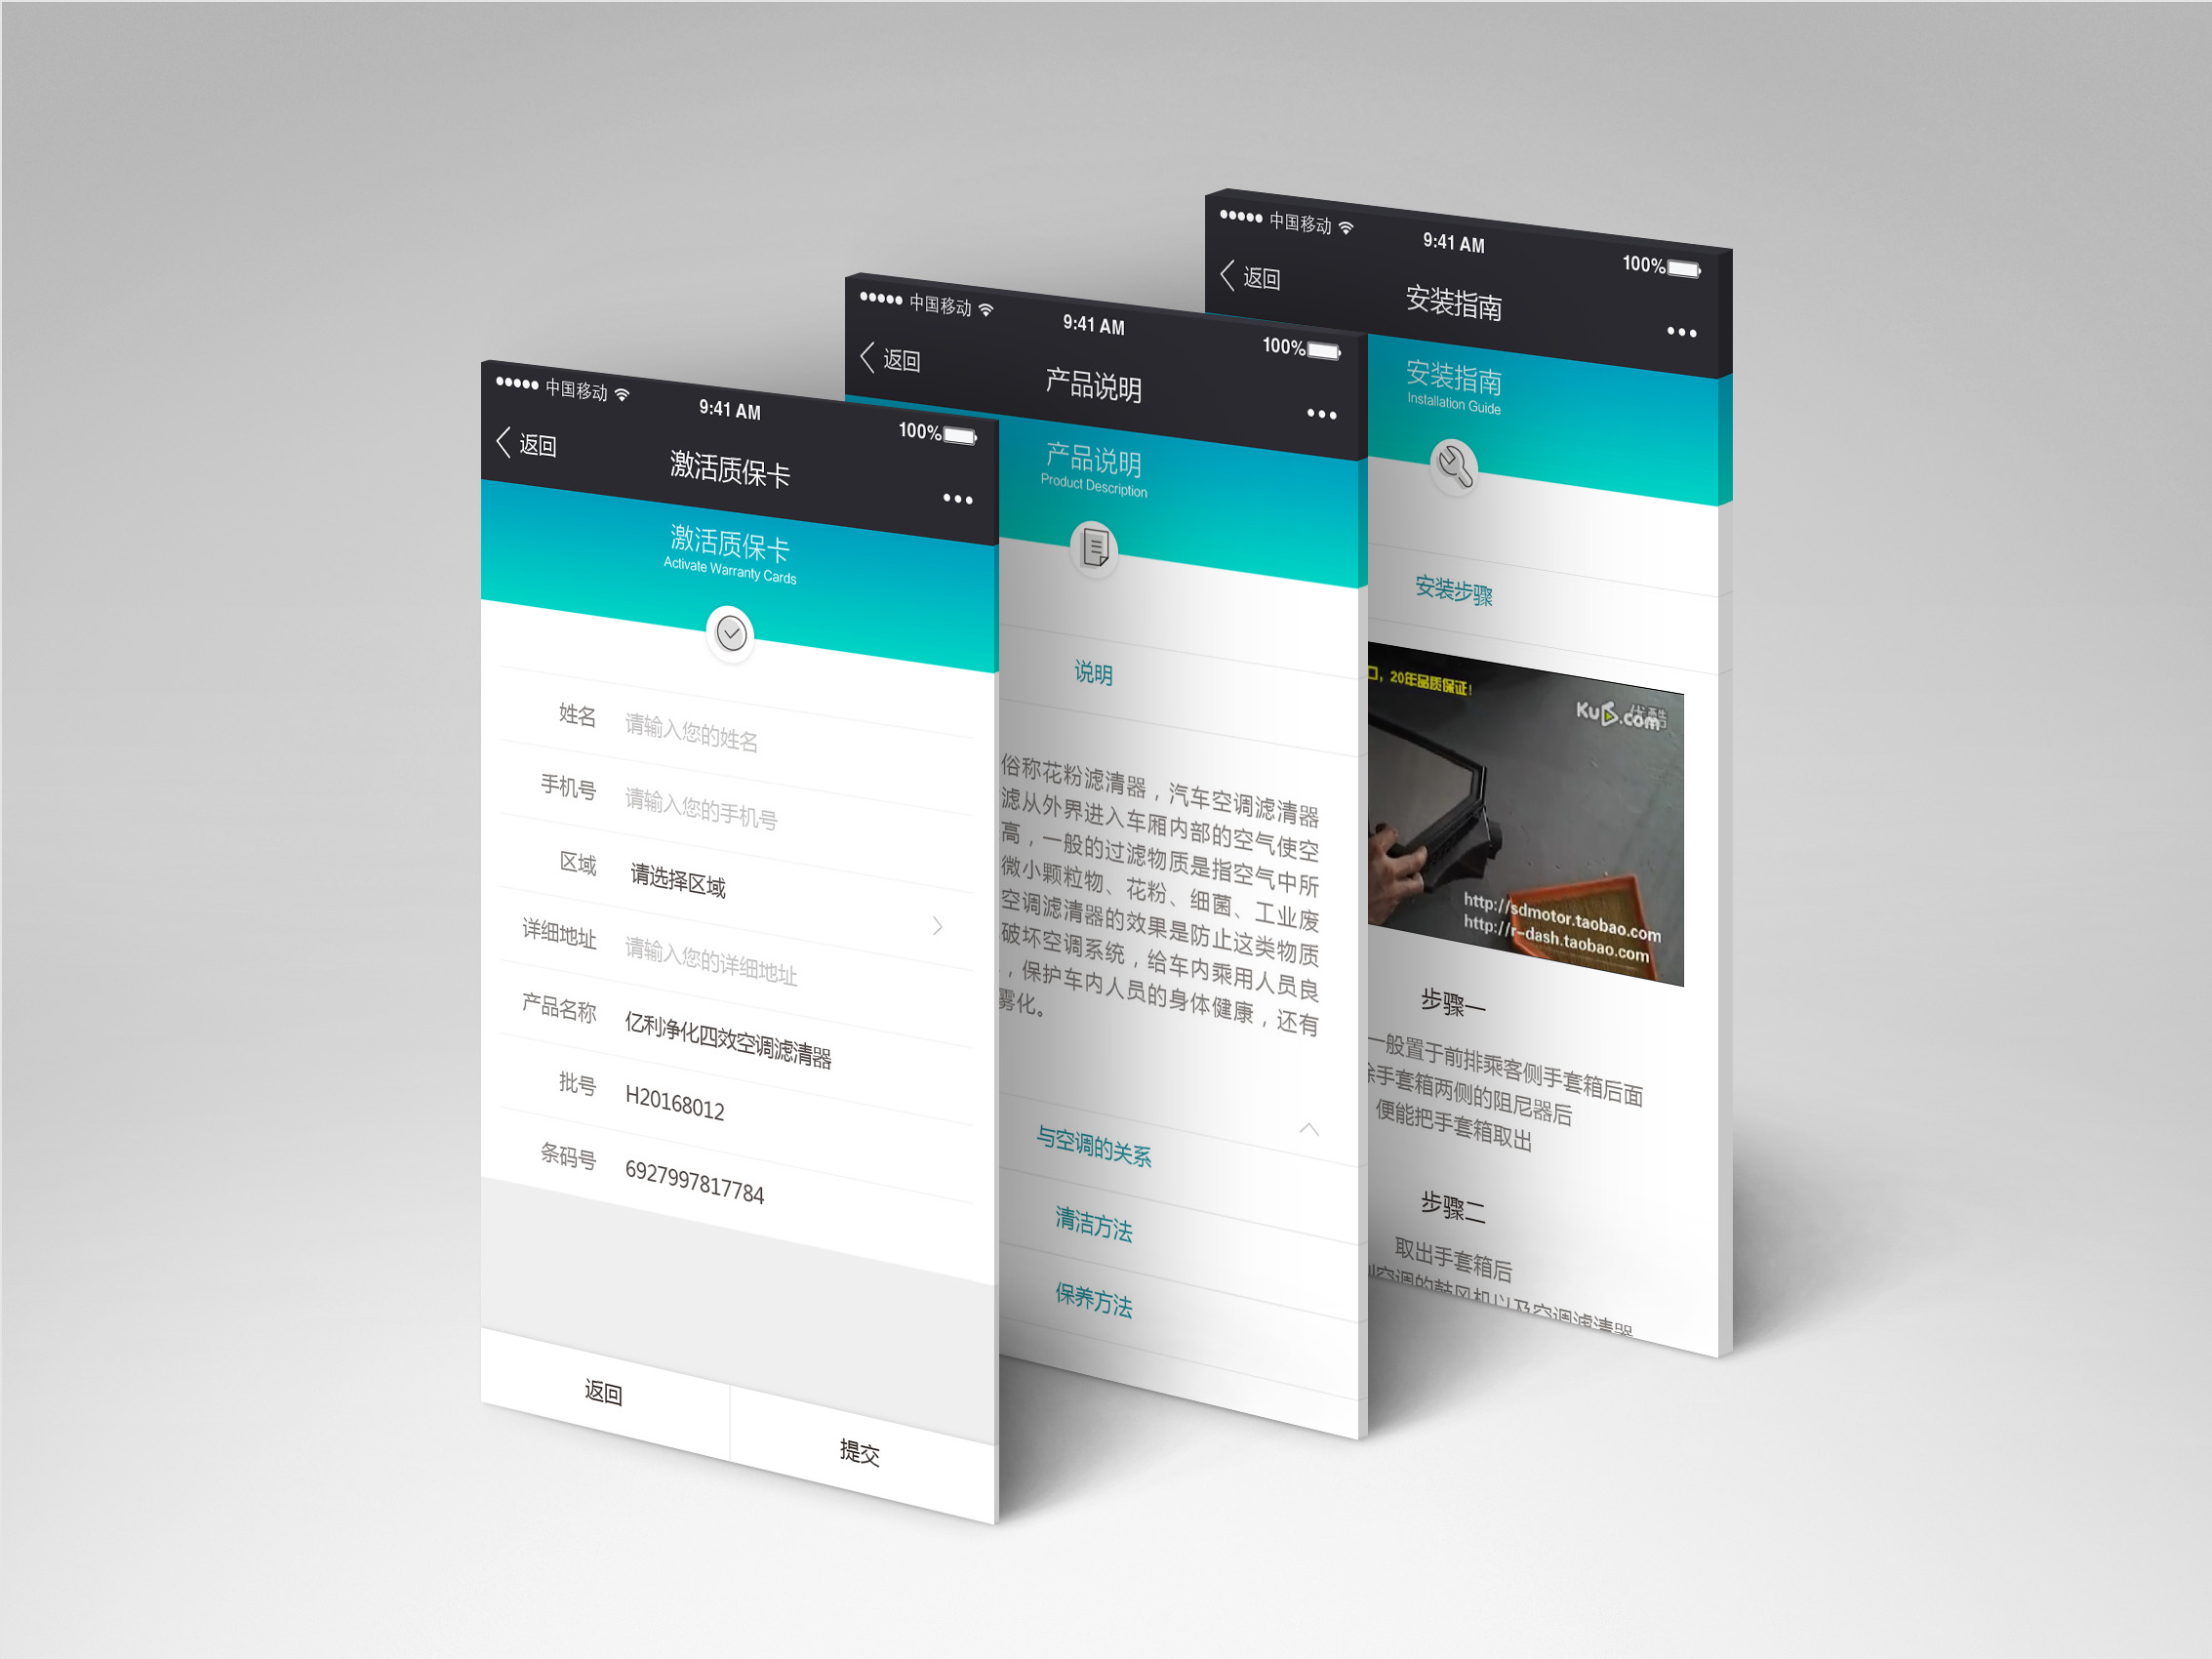 中国移动
9:41 AM
100%
返回
激活质保卡
激活质保卡
Activate Warranty Cards
姓名 请输入您的姓名
手机号 请输入您的手机号
区域 请选择区域
详细地址 请输入您的详细地址
产品名称 亿利净化四效空调滤清器
批号 H20168012
条码号 6927997817784
返回 提交
中国移动
9:41 AM
100%
返回
产品说明
产品说明
Product Description
说明
俗称花粉滤清器，汽车空调滤清器
滤从外界进入车厢内部的空气使空
高，一般的过滤物质是指空气中所
微小颗粒物、花粉、细菌、工业废
空调滤清器的效果是防止这类物质
破坏空调系统，给车内乘用人员良
，保护车内人员的身体健康，还有
雾化。
与空调的关系
清洁方法
保养方法
中国移动
9:41 AM
100%
返回
安装指南
安装指南
Installation Guide
安装步骤
口，20年品质保证！
Ku6.com 优酷
http://sdmotor.taobao.com
http://r-dash.taobao.com
步骤一
一般置于前排乘客侧手套箱后面
除手套箱两侧的阻尼器后
便能把手套箱取出
步骤二
取出手套箱后
空调的鼓风机以及空调滤清器